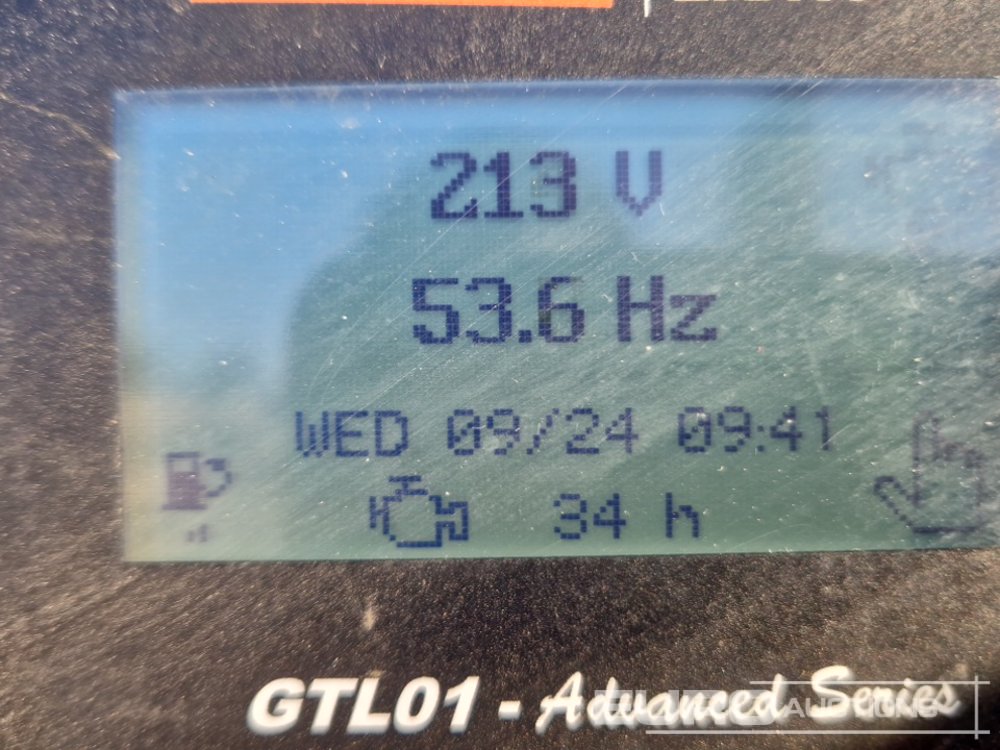 213 V
53.6 Hz
WED 09/24 09:41
34 h
GTL01 - Advanced Series